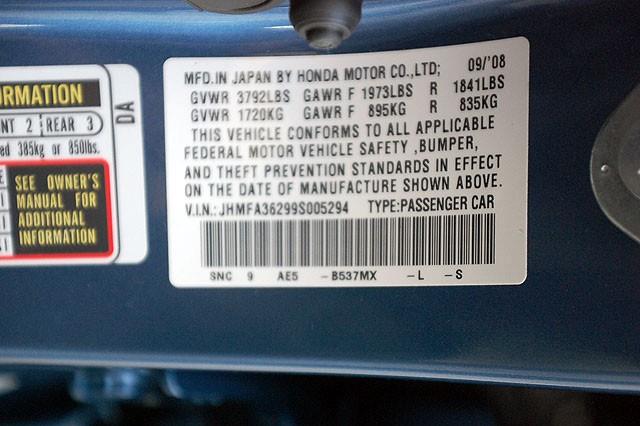 RMATION
NT 2 REAR 3
ed 385kg or 850lbs.
SEE OWNER'S
MANUAL FOR
ADDITIONAL
INFORMATION
DA
MFD.IN JAPAN BY HONDA MOTOR CO.,LTD; 09/'08
GVWR 3792LBS GAWR F 1973LBS R 1841LBS
GVWR 1720KG GAWR F 895KG R 835KG
THIS VEHICLE CONFORMS TO ALL APPLICABLE
FEDERAL MOTOR VEHICLE SAFETY ,BUMPER,
AND THEFT PREVENTION STANDARDS IN EFFECT
ON THE DATE OF MANUFACTURE SHOWN ABOVE.
V.I.N.:JHMFA36299S005294 TYPE:PASSENGER CAR
SNC 9 AE5 -B537MX -L -S